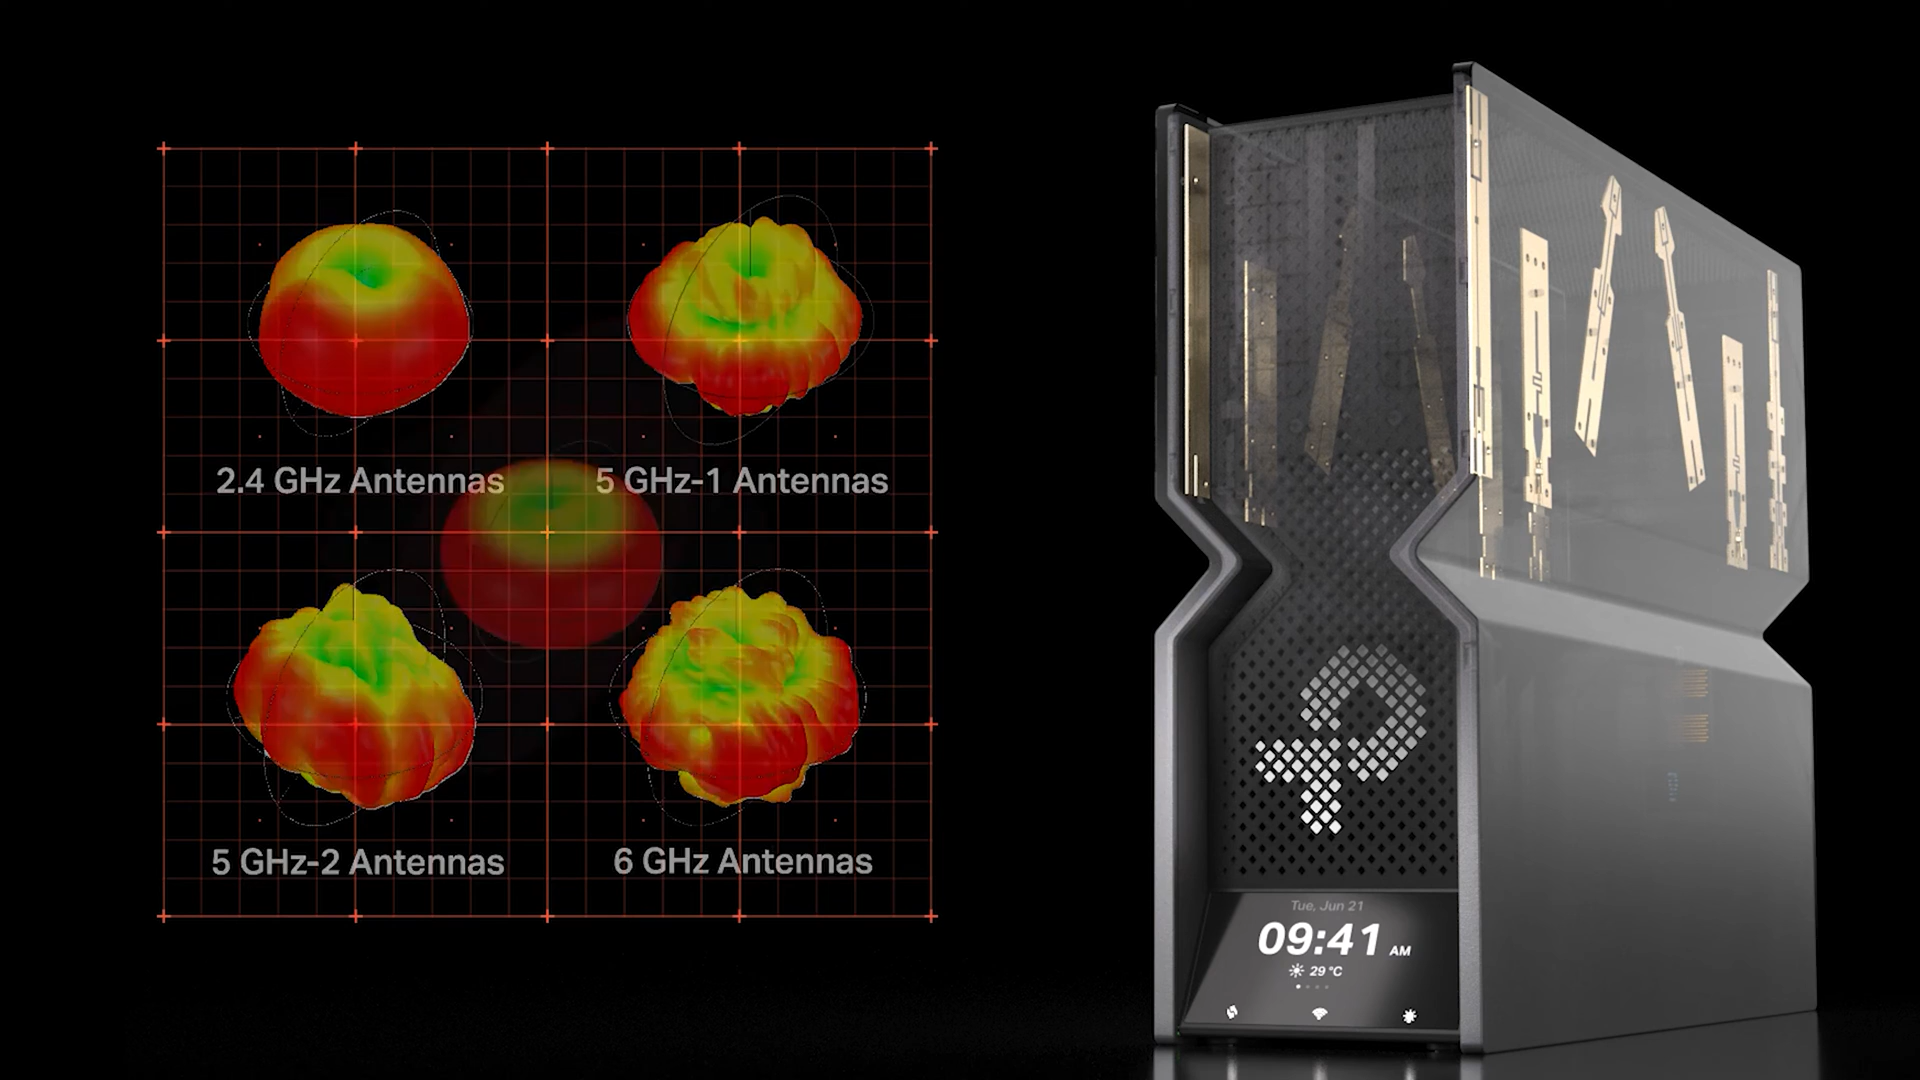 2.4 GHz Antennas
5 GHz-1 Antennas
5 GHz-2 Antennas
6 GHz Antennas
Tue, Jun 21
09:41 AM
29 °C